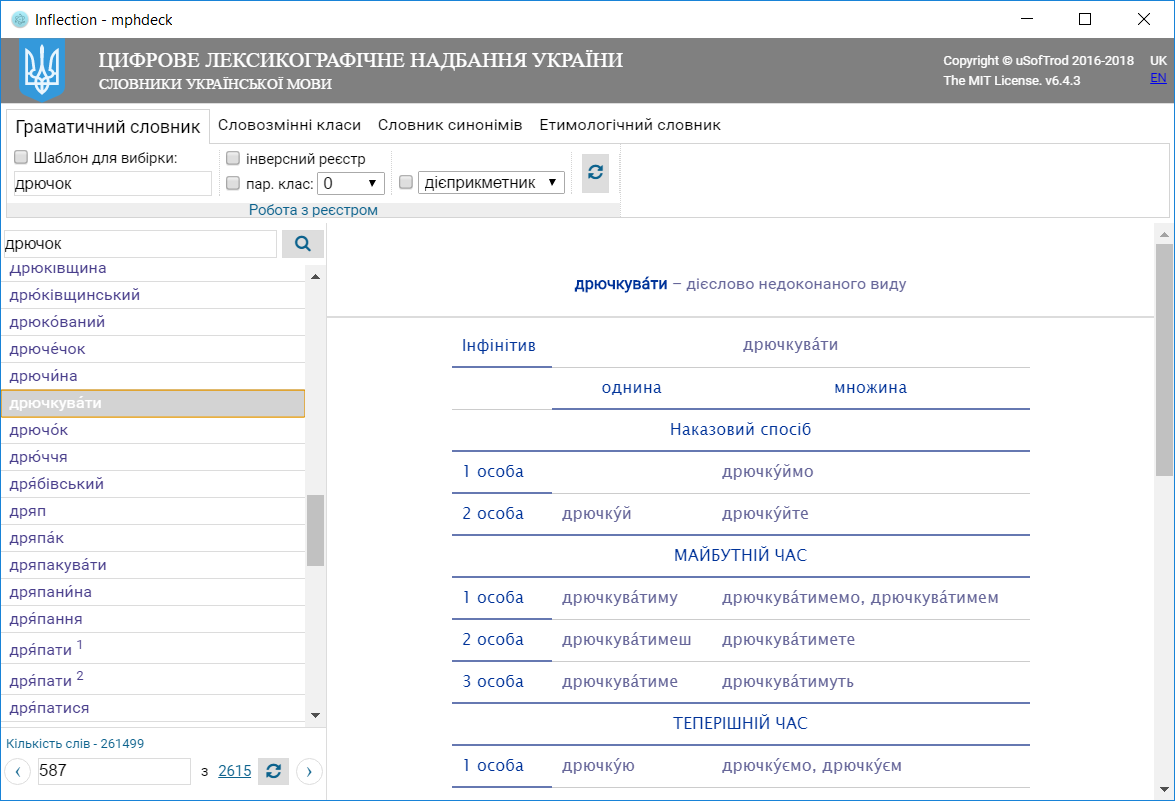 Inflection - mphdeck
ЦИФРОВЕ ЛЕКСИКОГРАФІЧНЕ НАДБАННЯ УКРАЇНИ
СЛОВНИКИ УКРАЇНСЬКОЇ МОВИ
Copyright © uSofTrod 2016-2018 UK
The MIT License. v6.4.3 EN
Граматичний словник Словозмінні класи Словник синонімів Етимологічний словник
Шаблон для вибірки: інверсний реєстр
дрючок пар. клас: 0 дієприкметник
Робота з реєстром
дрючок
Дрюківщина
дрю́ківщинський
дрюко́ваний
дрюче́чок
дрючи́на
дрючкува́ти
дрючо́к
дрю́ччя
дря́бівський
дряп
дряпа́к
дряпакува́ти
дряпани́на
дря́пання
дря́пати 1
дря́пати 2
дря́патися
Кількість слів - 261499
587 з 2615
дрючкува́ти – дієслово недоконаного виду
Інфінітив дрючкува́ти
однина множина
Наказовий спосіб
1 особа дрючку́ймо
2 особа дрючку́й дрючку́йте
МАЙБУТНІЙ ЧАС
1 особа дрючкува́тиму дрючкува́тимемо, дрючкува́тимем
2 особа дрючкува́тимеш дрючкува́тимете
3 особа дрючкува́тиме дрючкува́тимуть
ТЕПЕРІШНІЙ ЧАС
1 особа дрючку́ю дрючку́ємо, дрючку́єм